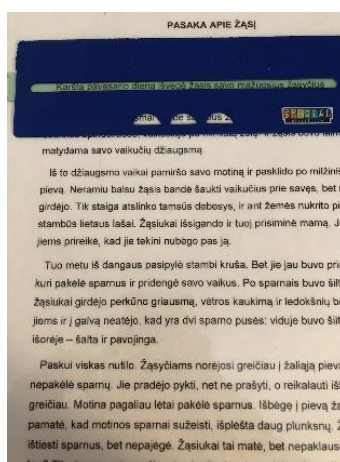 PASAKA APIE ŽĄSĮ
Karšta pavasario diena išvedė žąsis savo mažuosius žąsyčius
SPECIAL
matydama savo vaikučių džiaugsmą
Iš to džiaugsmo vaikai pamiršo savo motiną ir pasklido po milžiniš
pievą. Neramiu balsu žąsis bandė šaukti vaikučius prie savęs, bet
girdėjo. Tik staiga atslinko tamsūs debesys, ir ant žemės nukrito pi
stambūs lietaus lašai. Žąsiukai išsigando ir tuoj prisiminė mamą. J
jiems prireikė, kad jie tekini nubėgo pas ją.
Tuo metu iš dangaus pasipylė stambi kruša. Bet jie jau buvo pri
kuri pakėlė sparnus ir pridengė savo vaikus. Po sparnais buvo šilt
žąsiukai girdėjo perkūno griausmą, vėtros kaukimą ir ledokšnių b
jiems ir į galvą neatėjo, kad yra dvi sparno pusės: viduje buvo šilt
išorėje – šalta ir pavojinga.
Paskui viskas nutilo. Žąsyčiams norėjosi greičiau į žaliąją pieva
nepakėlė sparnų. Jie pradėjo pykti, net ne prašyti, o reikalauti išl
greičiau. Motina pagaliau lėtai pakėlė sparnus. Išbėgę į pievą ža
pamatė, kad motinos sparnai sužeisti, išplėšta daug plunksnų. Ž
ištiesti sparnus, bet nepajėgė. Žąsiukai tai matė, bet nepaklaus